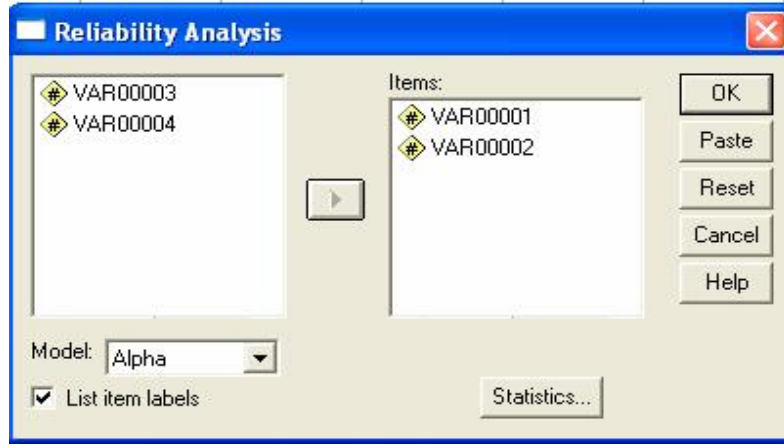 Reliability Analysis
VAR00003
VAR00004
Items:
VAR00001
VAR00002
OK
Paste
Reset
Cancel
Help
Model: Alpha
List item labels
Statistics...